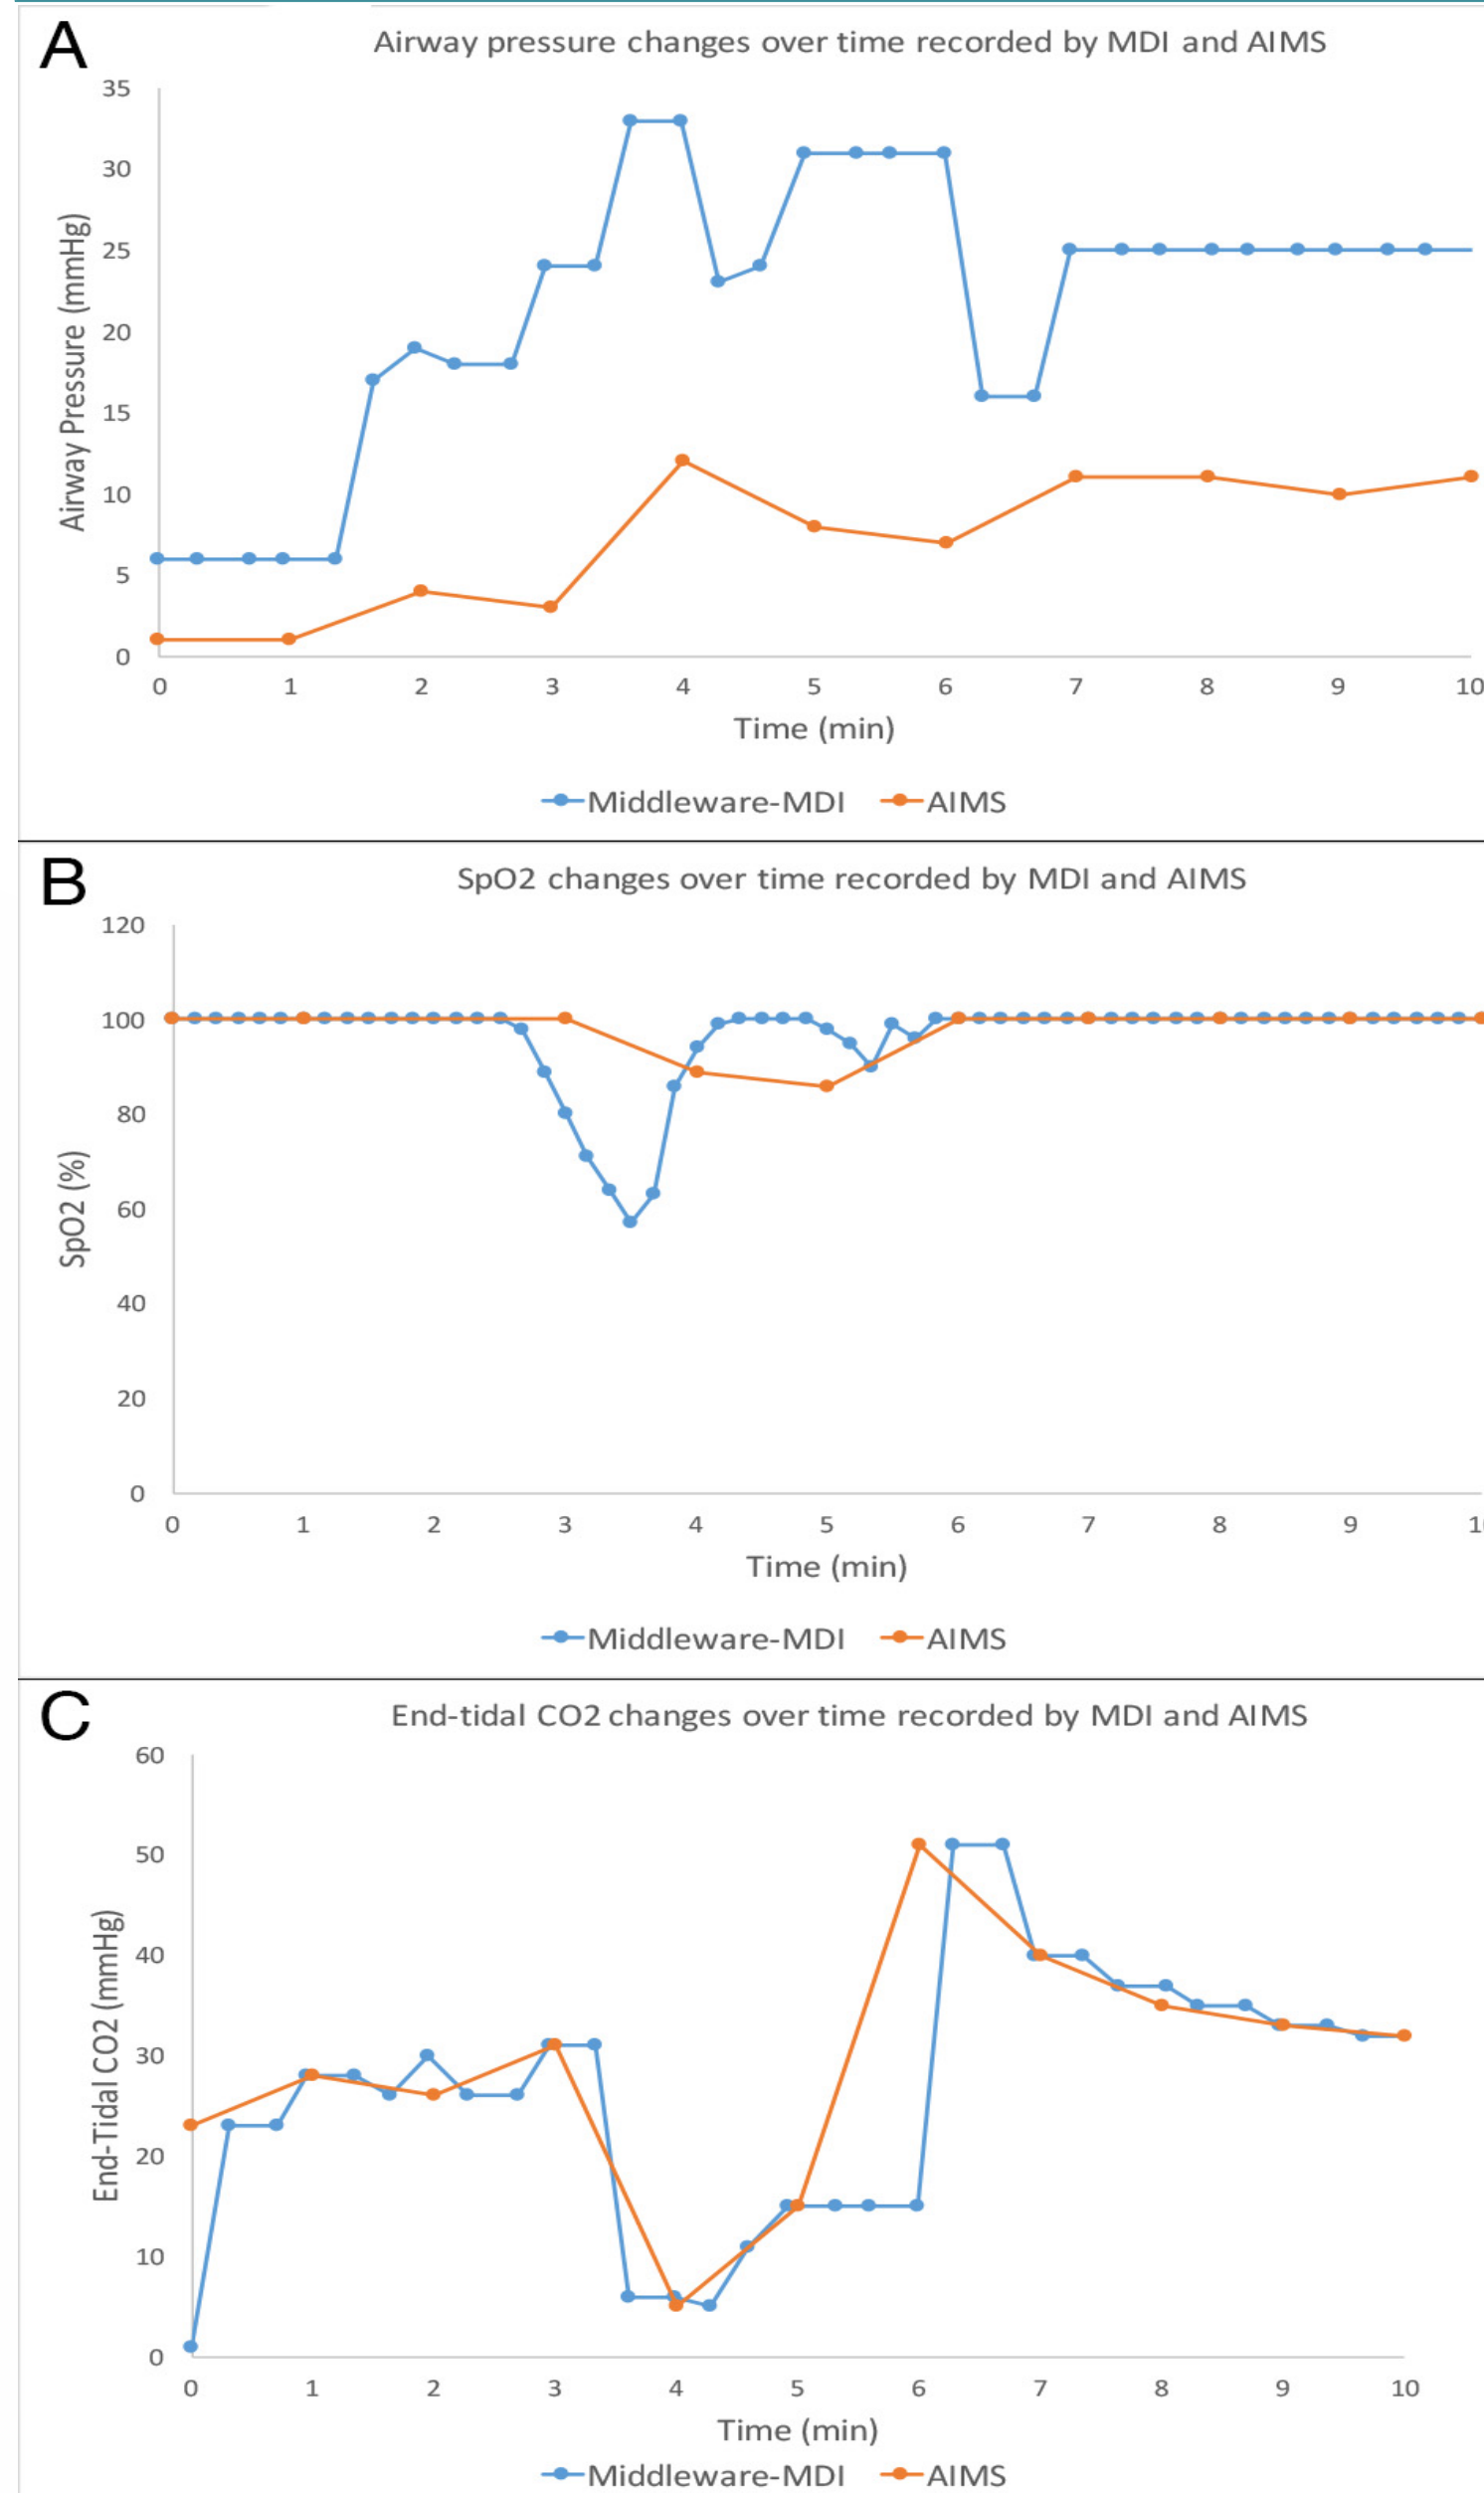 A
Airway pressure changes over time recorded by MDI and AIMS
35
30
25
20
15
10
5
0
Airway Pressure (mmHg)
0 1 2 3 4 5 6 7 8 9 10
Time (min)
Middleware-MDI AIMS
B
SpO2 changes over time recorded by MDI and AIMS
120
100
80
60
40
20
0
SpO2 (%)
0 1 2 3 4 5 6 7 8 9 1
Time (min)
Middleware-MDI AIMS
C
End-tidal CO2 changes over time recorded by MDI and AIMS
60
50
40
30
20
10
0
End-Tidal CO2 (mmHg)
0 1 2 3 4 5 6 7 8 9 10
Time (min)
Middleware-MDI AIMS